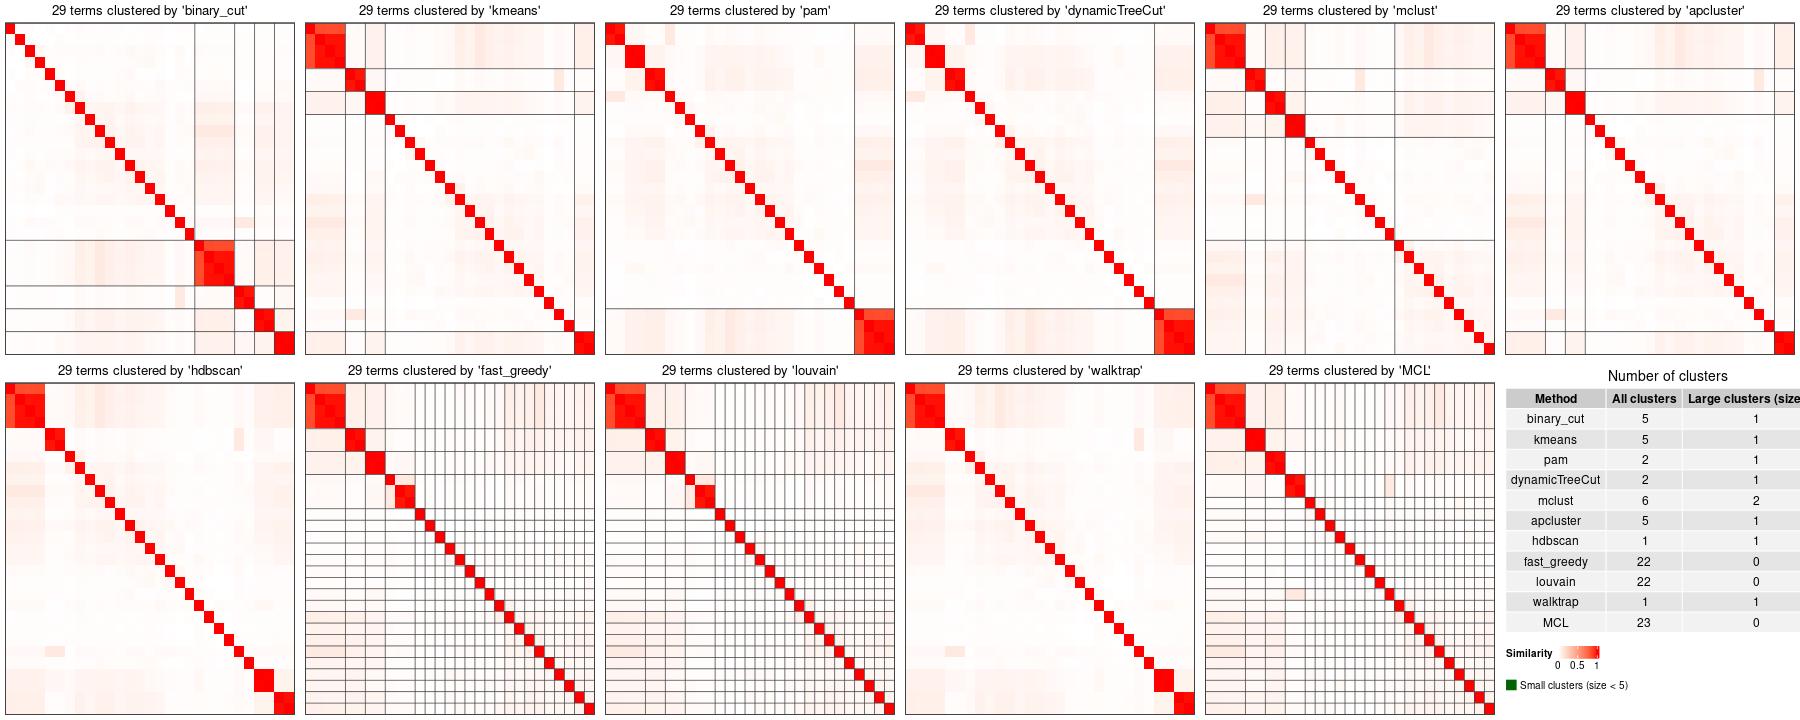 29 terms clustered by 'binary_cut'
29 terms clustered by 'kmeans'
29 terms clustered by 'pam'
29 terms clustered by 'dynamicTreeCut'
29 terms clustered by 'mclust'
29 terms clustered by 'apcluster'
29 terms clustered by 'hdbscan'
29 terms clustered by 'fast_greedy'
29 terms clustered by 'louvain'
29 terms clustered by 'walktrap'
29 terms clustered by 'MCL'
Number of clusters
Method All clusters Large clusters (size
binary_cut 5 1
kmeans 5 1
pam 2 1
dynamicTreeCut 2 1
mclust 6 2
apcluster 5 1
hdbscan 1 1
fast_greedy 22 0
louvain 22 0
walktrap 1 1
MCL 23 0
Similarity
0 0.5 1
Small clusters (size < 5)